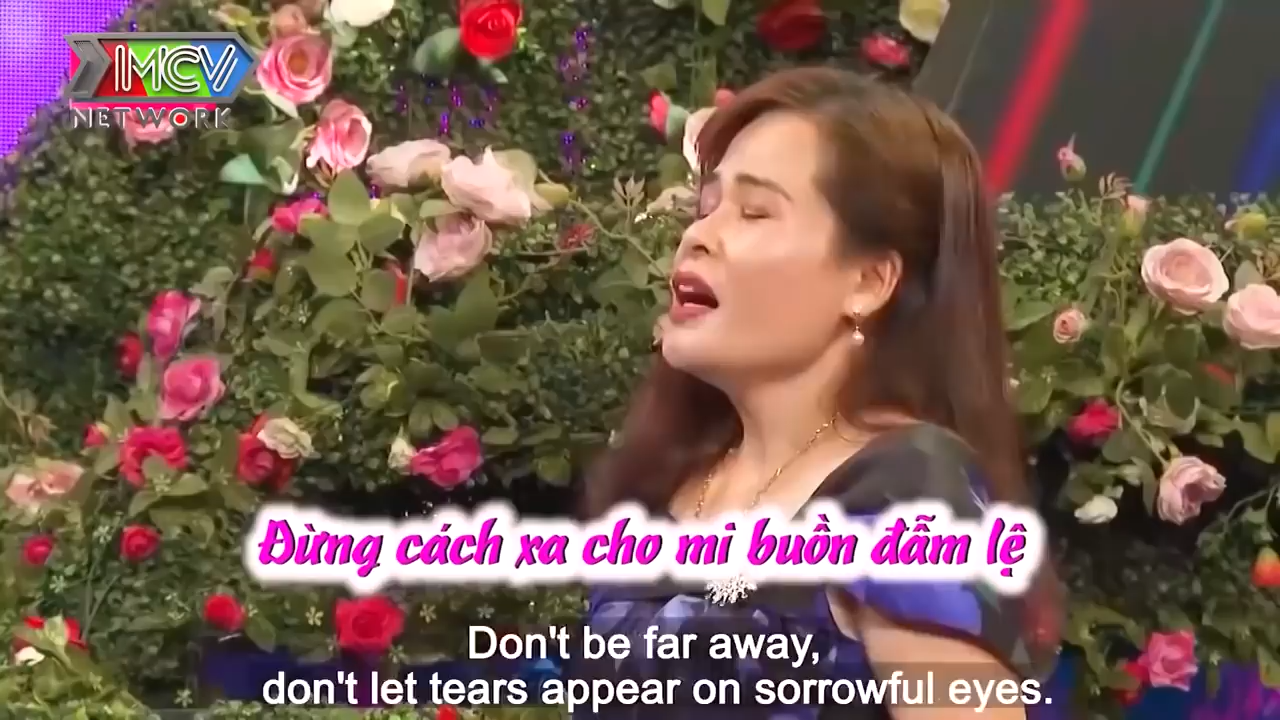 MCV
NETWORK
Đừng cách xa cho mi buồn đẫm lệ
Don't be far away,
don't let tears appear on sorrowful eyes.